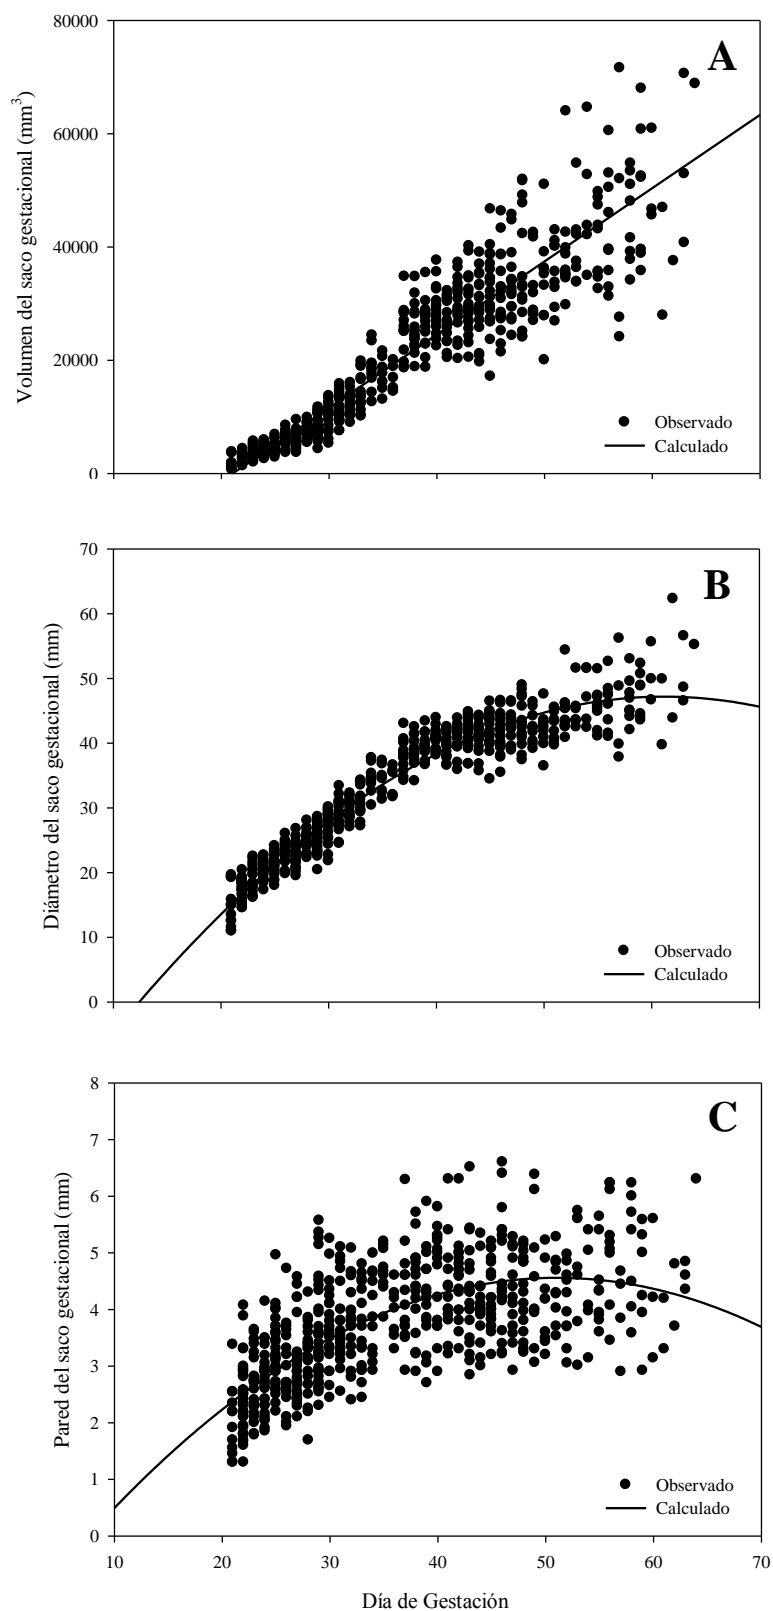 80000
A
Volumen del saco gestacional (mm³)
60000
40000
20000
0
Observado
Calculado
70
B
60
Diámetro del saco gestacional (mm)
50
40
30
20
10
0
Observado
Calculado
8
C
7
Pared del saco gestacional (mm)
6
5
4
3
2
1
0
Observado
Calculado
10 20 30 40 50 60 70
Día de Gestación